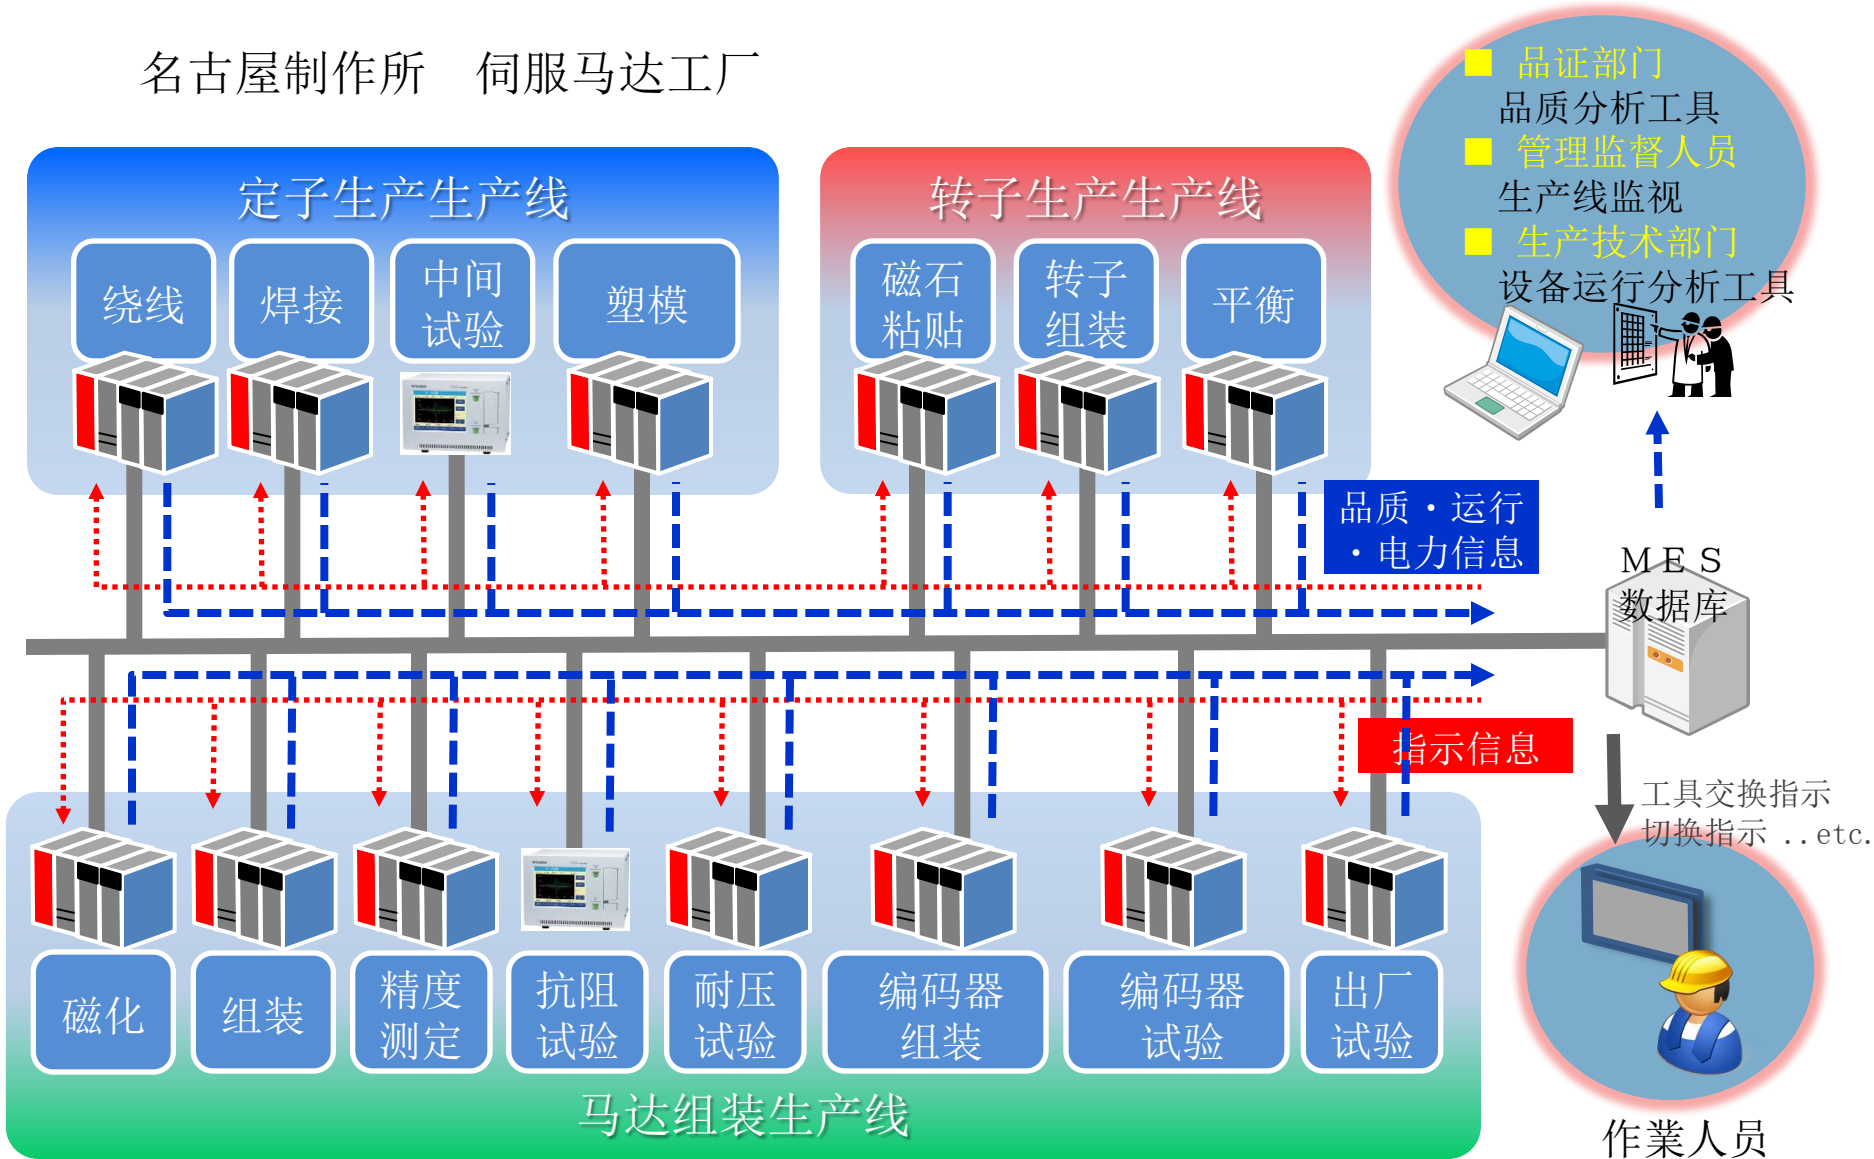 名古屋制作所　伺服马达工厂
■ 品证部门
品质分析工具
■ 管理监督人员
生产线监视
■ 生产技术部门
设备运行分析工具
定子生产生产线
绕线
焊接
中间
试验
塑模
转子生产生产线
磁石
粘贴
转子
组装
平衡
品质・运行
・电力信息
ＭＥＳ
数据库
指示信息
工具交换指示
切换指示 ..etc.
磁化
组装
精度
测定
抗阻
试验
耐压
试验
编码器
组装
编码器
试验
出厂
试验
马达组装生产线
作業人员